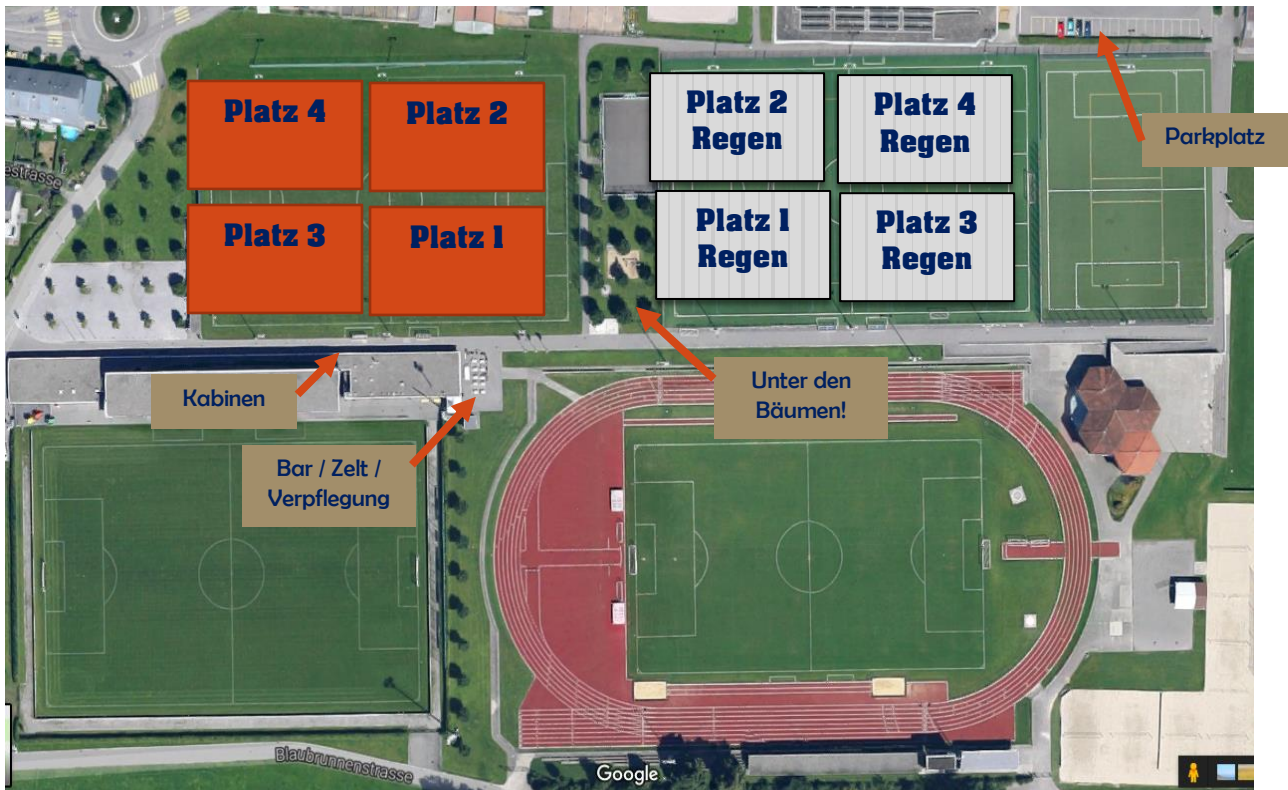 Platz 4
Platz 2
Platz 2
Regen
Platz 4
Regen
Parkplatz
estrasse
Platz 3
Platz 1
Platz 1
Regen
Platz 3
Regen
Kabinen
Unter den
Bäumen!
Bar / Zelt /
Verpflegung
Blaubrunnenstrasse
Google